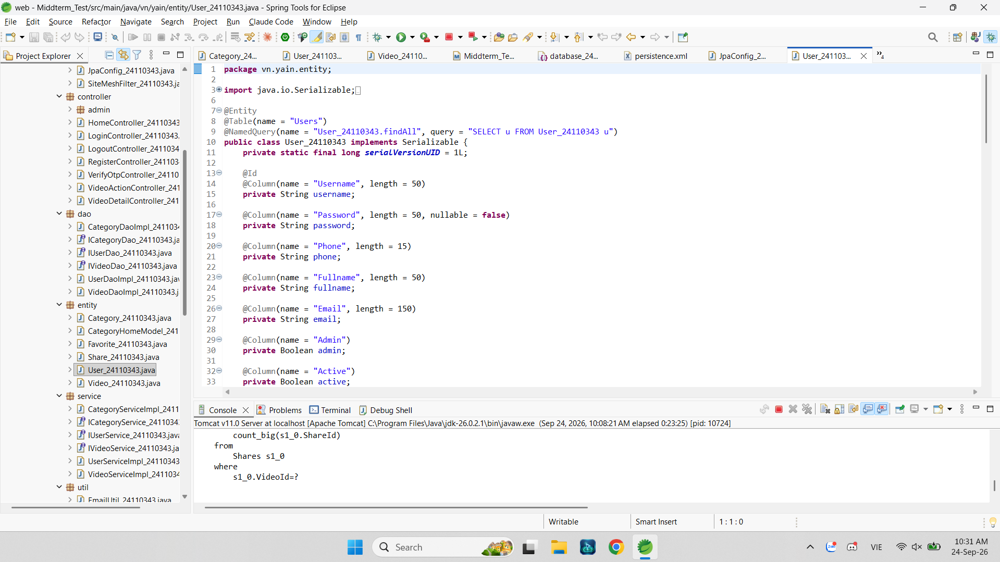 web - Middterm_Test/src/main/java/vn/yain/entity/User_24110343.java - Spring Tools for Eclipse
File Edit Source Refactor Navigate Search Project Run Claude Code Window Help
Project Explorer
JpaConfig_24110343.java
SiteMeshFilter_24110343.ja
controller
admin
HomeController_24110343
LoginController_24110343.
LogoutController_2411034
RegisterController_241103
VerifyOtpController_24110
VideoActionController_241
VideoDetailController_241
dao
CategoryDaoImpl_241103
ICategoryDao_24110343.ja
IUserDao_24110343.java
IVideoDao_24110343.java
UserDaoImpl_24110343.jav
VideoDaoImpl_24110343.j
entity
Category_24110343.java
CategoryHomeModel_241
Favorite_24110343.java
Share_24110343.java
User_24110343.java
Video_24110343.java
service
CategoryServiceImpl_2411
ICategoryService_2411034
IUserService_24110343.java
IVideoService_24110343.ja
UserServiceImpl_24110343
VideoServiceImpl_2411034
util
EmailUtil_24110343.java
Category_24... User_241103... Video_24110... Middterm_Te... database_24... persistence.xml JpaConfig_2... User_241103... »4
1 package vn.yain.entity;
2
3 import java.io.Serializable;
6
7 @Entity
8 @Table(name = "Users")
9 @NamedQuery(name = "User_24110343.findAll", query = "SELECT u FROM User_24110343 u")
10 public class User_24110343 implements Serializable {
11 private static final long serialVersionUID = 1L;
12
13 @Id
14 @Column(name = "Username", length = 50)
15 private String username;
16
17 @Column(name = "Password", length = 50, nullable = false)
18 private String password;
19
20 @Column(name = "Phone", length = 15)
21 private String phone;
22
23 @Column(name = "Fullname", length = 50)
24 private String fullname;
25
26 @Column(name = "Email", length = 150)
27 private String email;
28
29 @Column(name = "Admin")
30 private Boolean admin;
31
32 @Column(name = "Active")
33 private Boolean active;
Console Problems Terminal Debug Shell
Tomcat v11.0 Server at localhost [Apache Tomcat] C:\Program Files\Java\jdk-26.0.2.1\bin\javaw.exe (Sep 24, 2026, 10:08:21 AM elapsed 0:23:25) [pid: 10724]
count_big(s1_0.ShareId)
from
Shares s1_0
where
s1_0.VideoId=?
Writable Smart Insert 1 : 1 : 0
Search
Zalo
VIE
10:31 AM
24-Sep-26